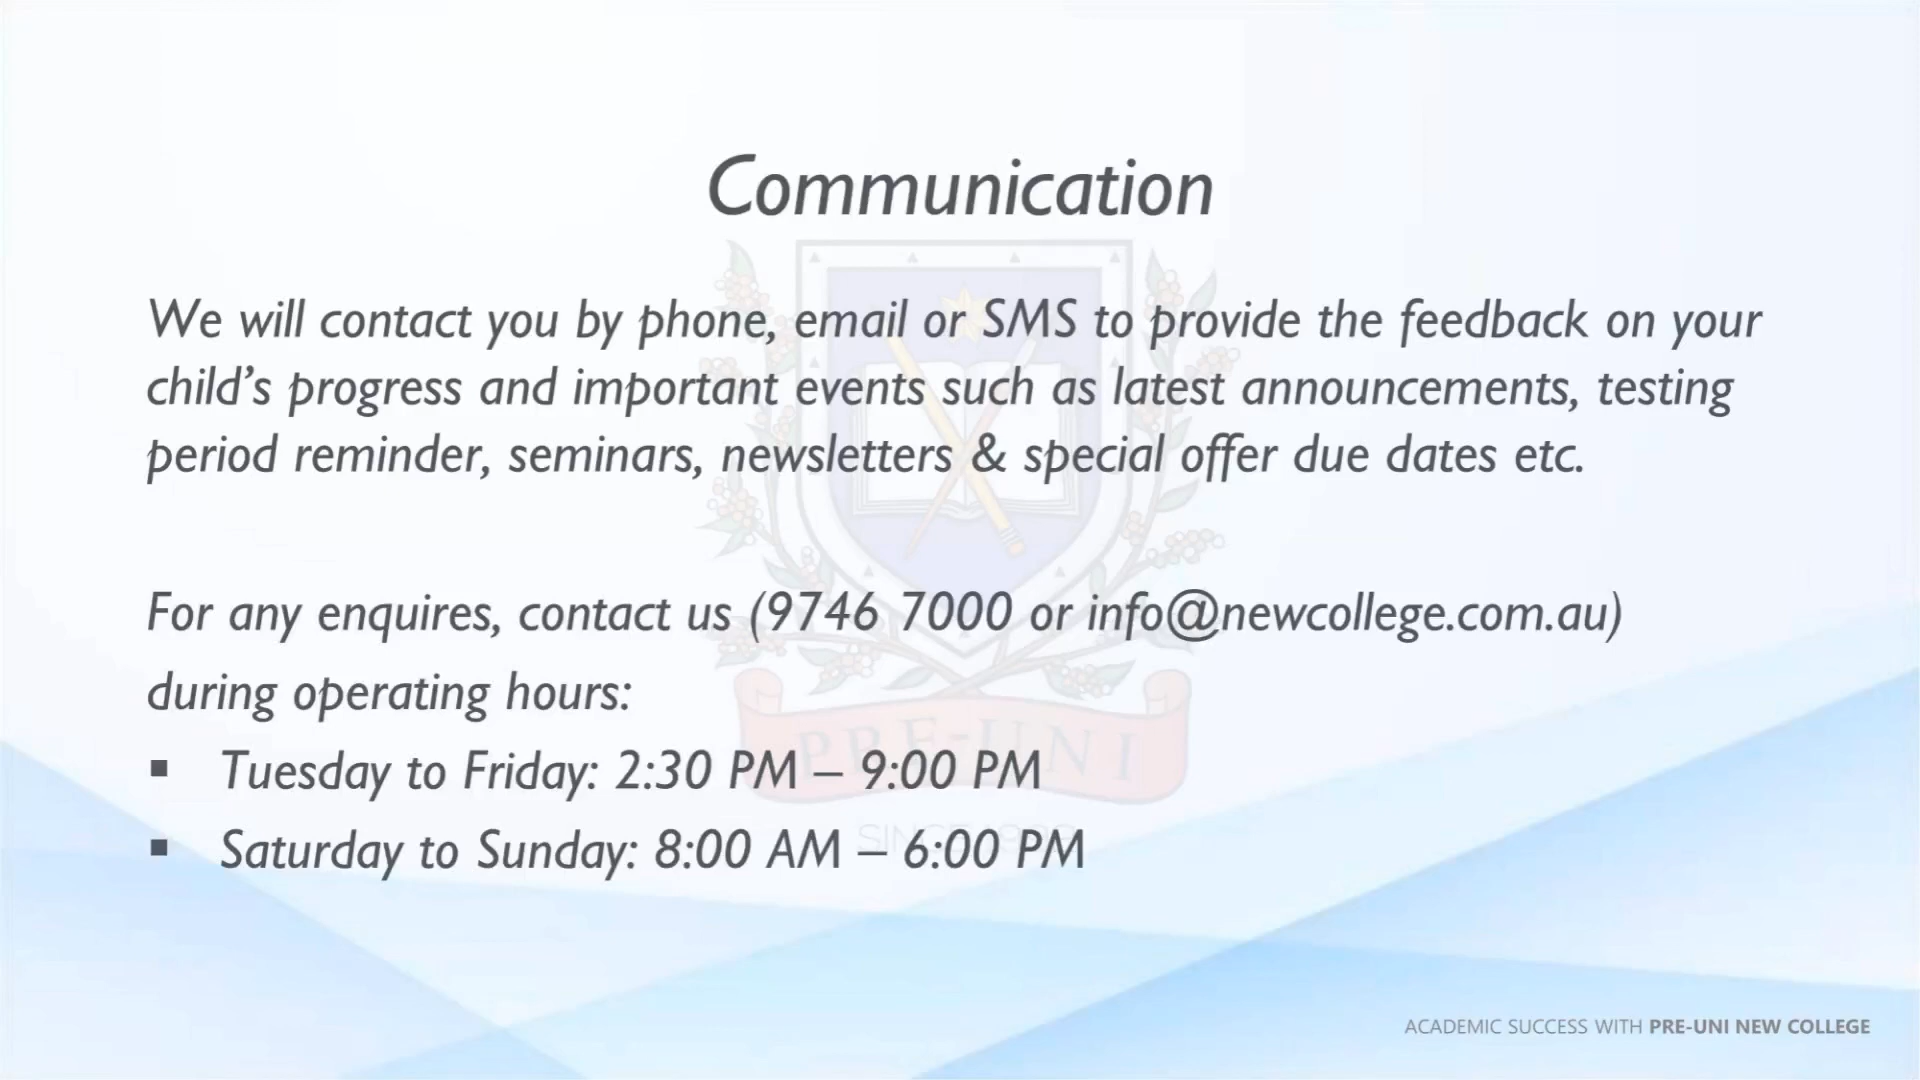 Communication
We will contact you by phone, email or SMS to provide the feedback on your
child’s progress and important events such as latest announcements, testing
period reminder, seminars, newsletters & special offer due dates etc.
For any enquires, contact us (9746 7000 or info@newcollege.com.au)
during operating hours:
▪ Tuesday to Friday: 2:30 PM – 9:00 PM
PRE-UNI
▪ Saturday to Sunday: 8:00 AM – 6:00 PM
ACADEMIC SUCCESS WITH PRE-UNI NEW COLLEGE